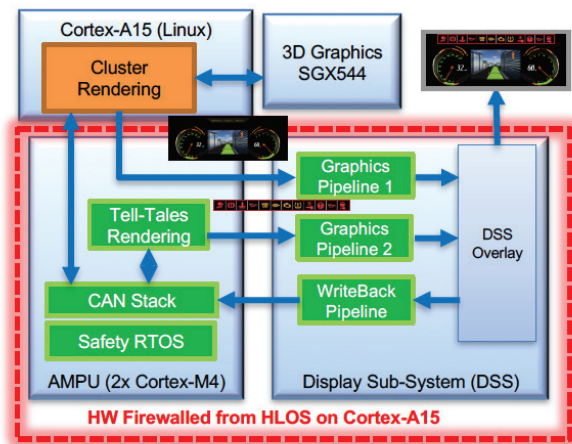 Cortex-A15 (Linux)
Cluster
Rendering
3D Graphics
SGX544
Graphics
Pipeline 1
Tell-Tales
Rendering
Graphics
Pipeline 2
DSS
Overlay
CAN Stack
WriteBack
Pipeline
Safety RTOS
AMPU (2x Cortex-M4)
Display Sub-System (DSS)
HW Firewalled from HLOS on Cortex-A15